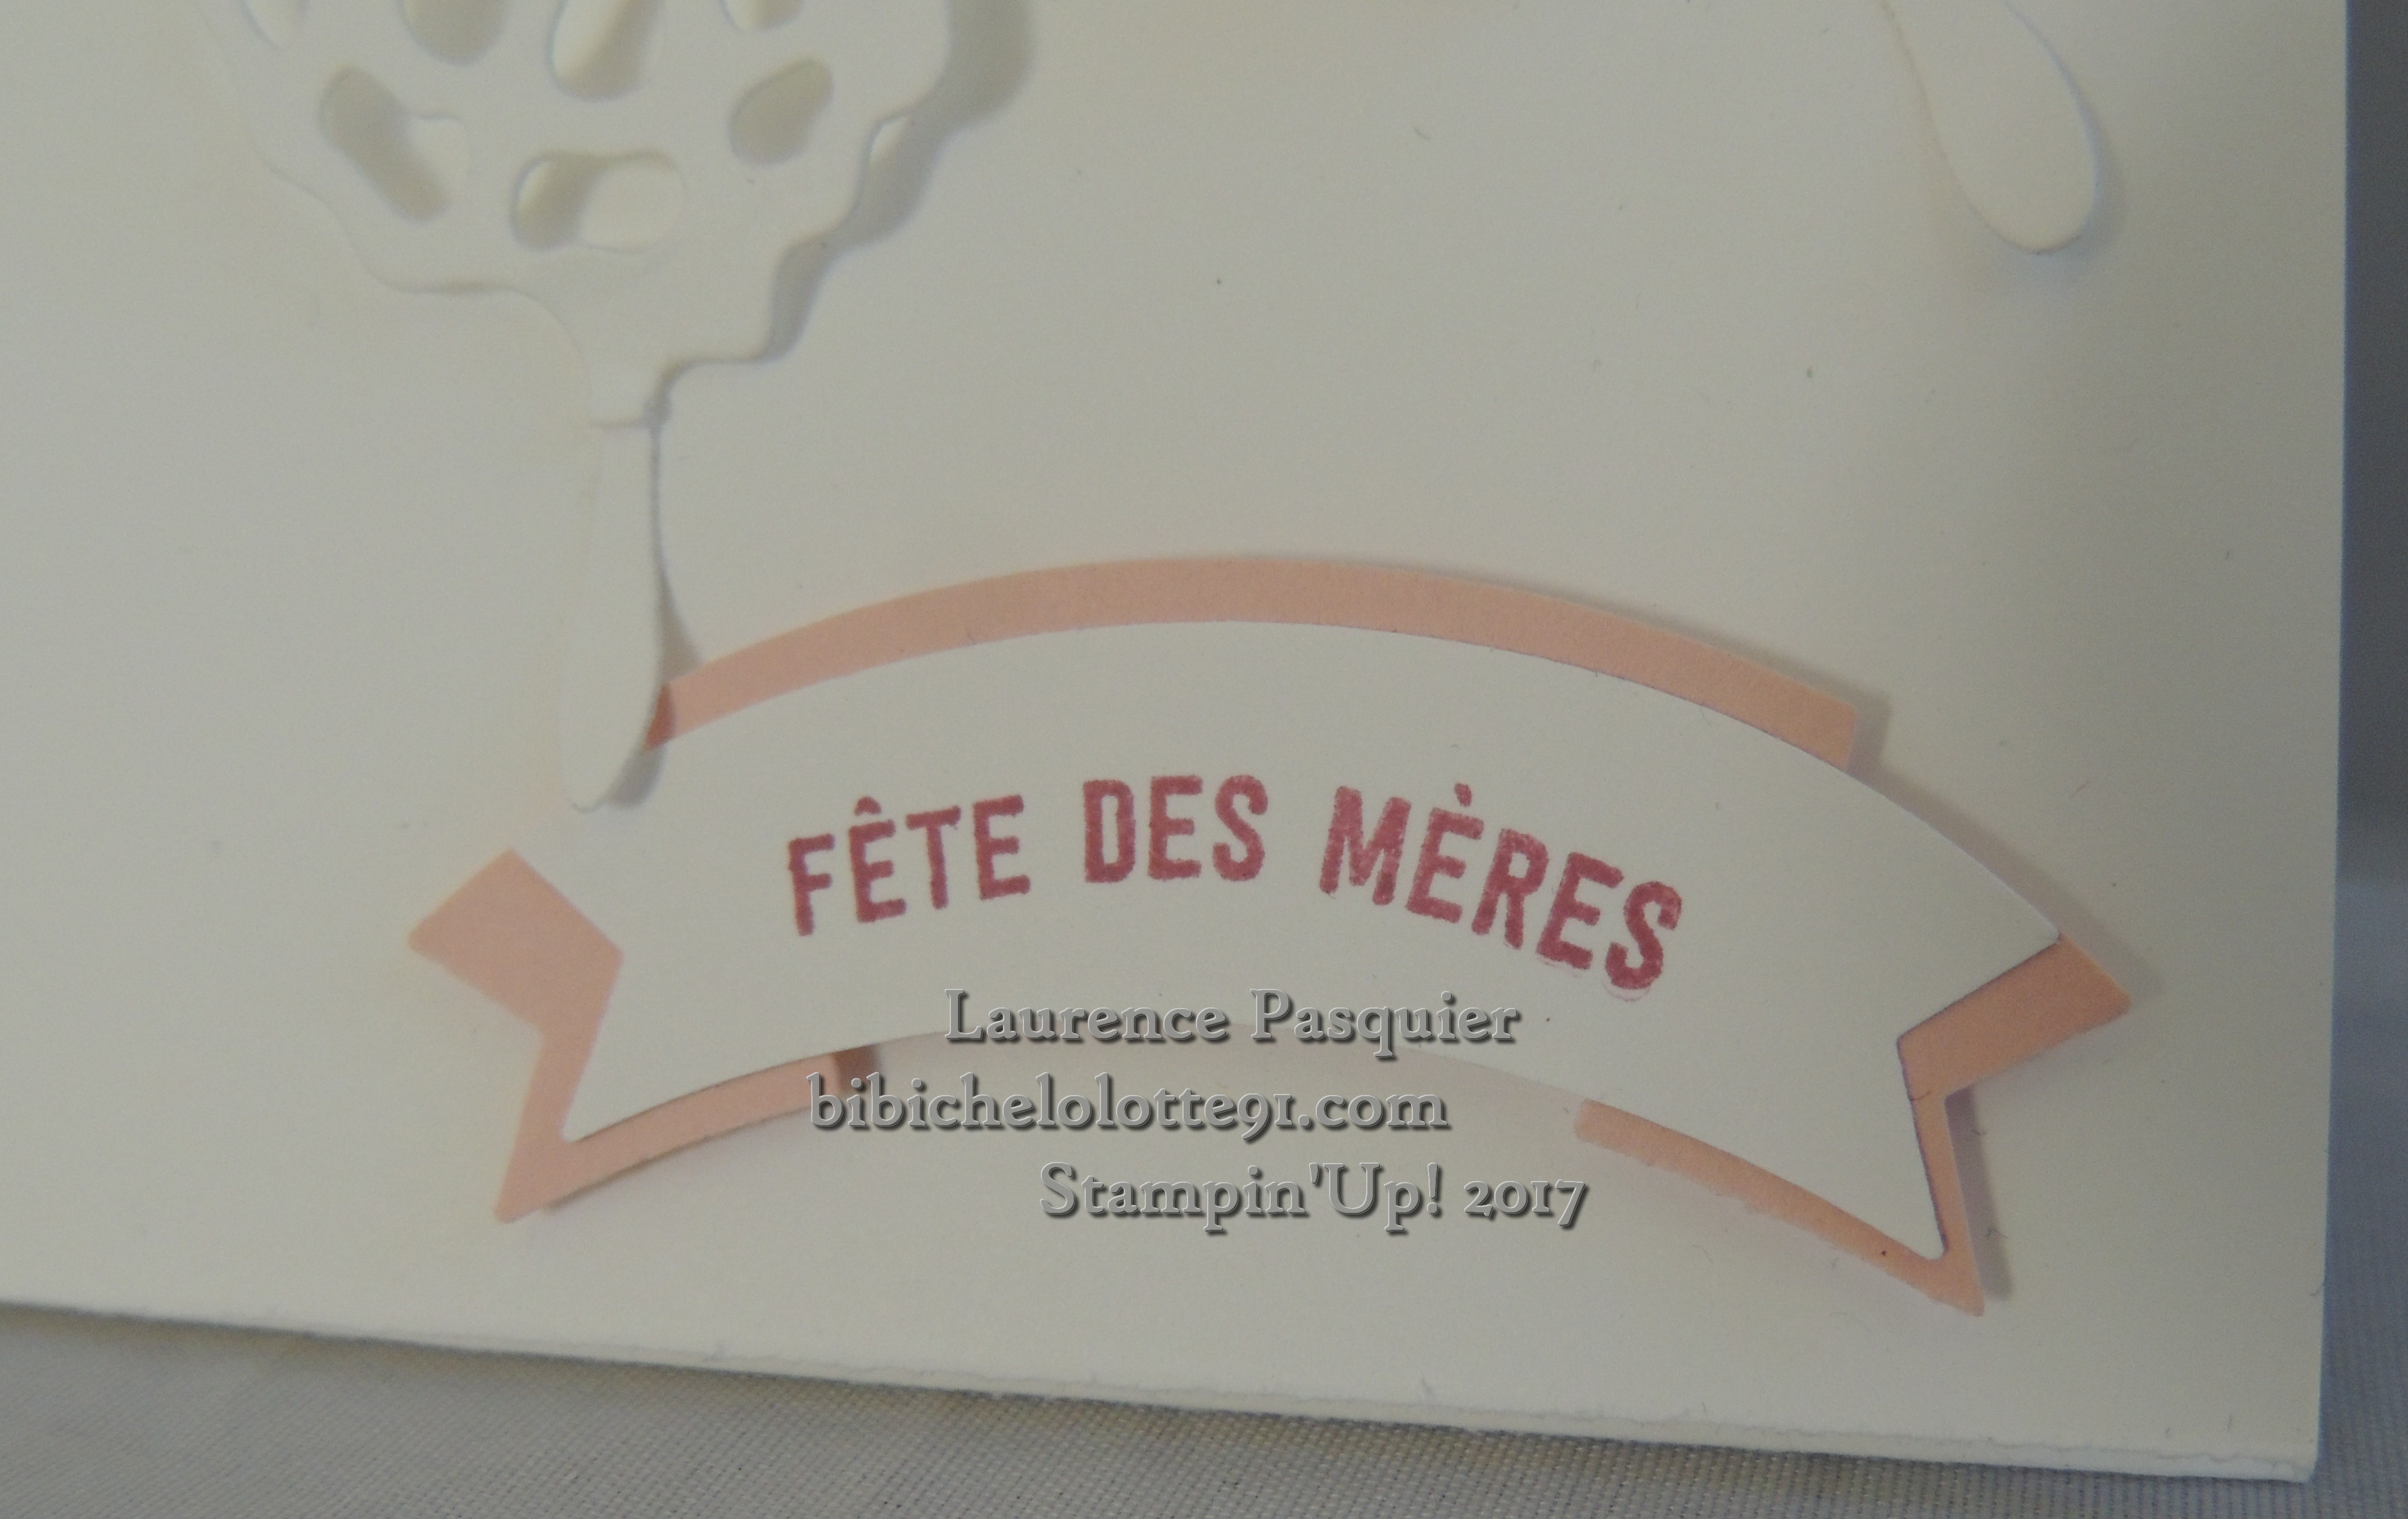 FÊTE DES MÈRES
Laurence Pasquier
bibichelolotte91.com
Stampin'Up! 2017